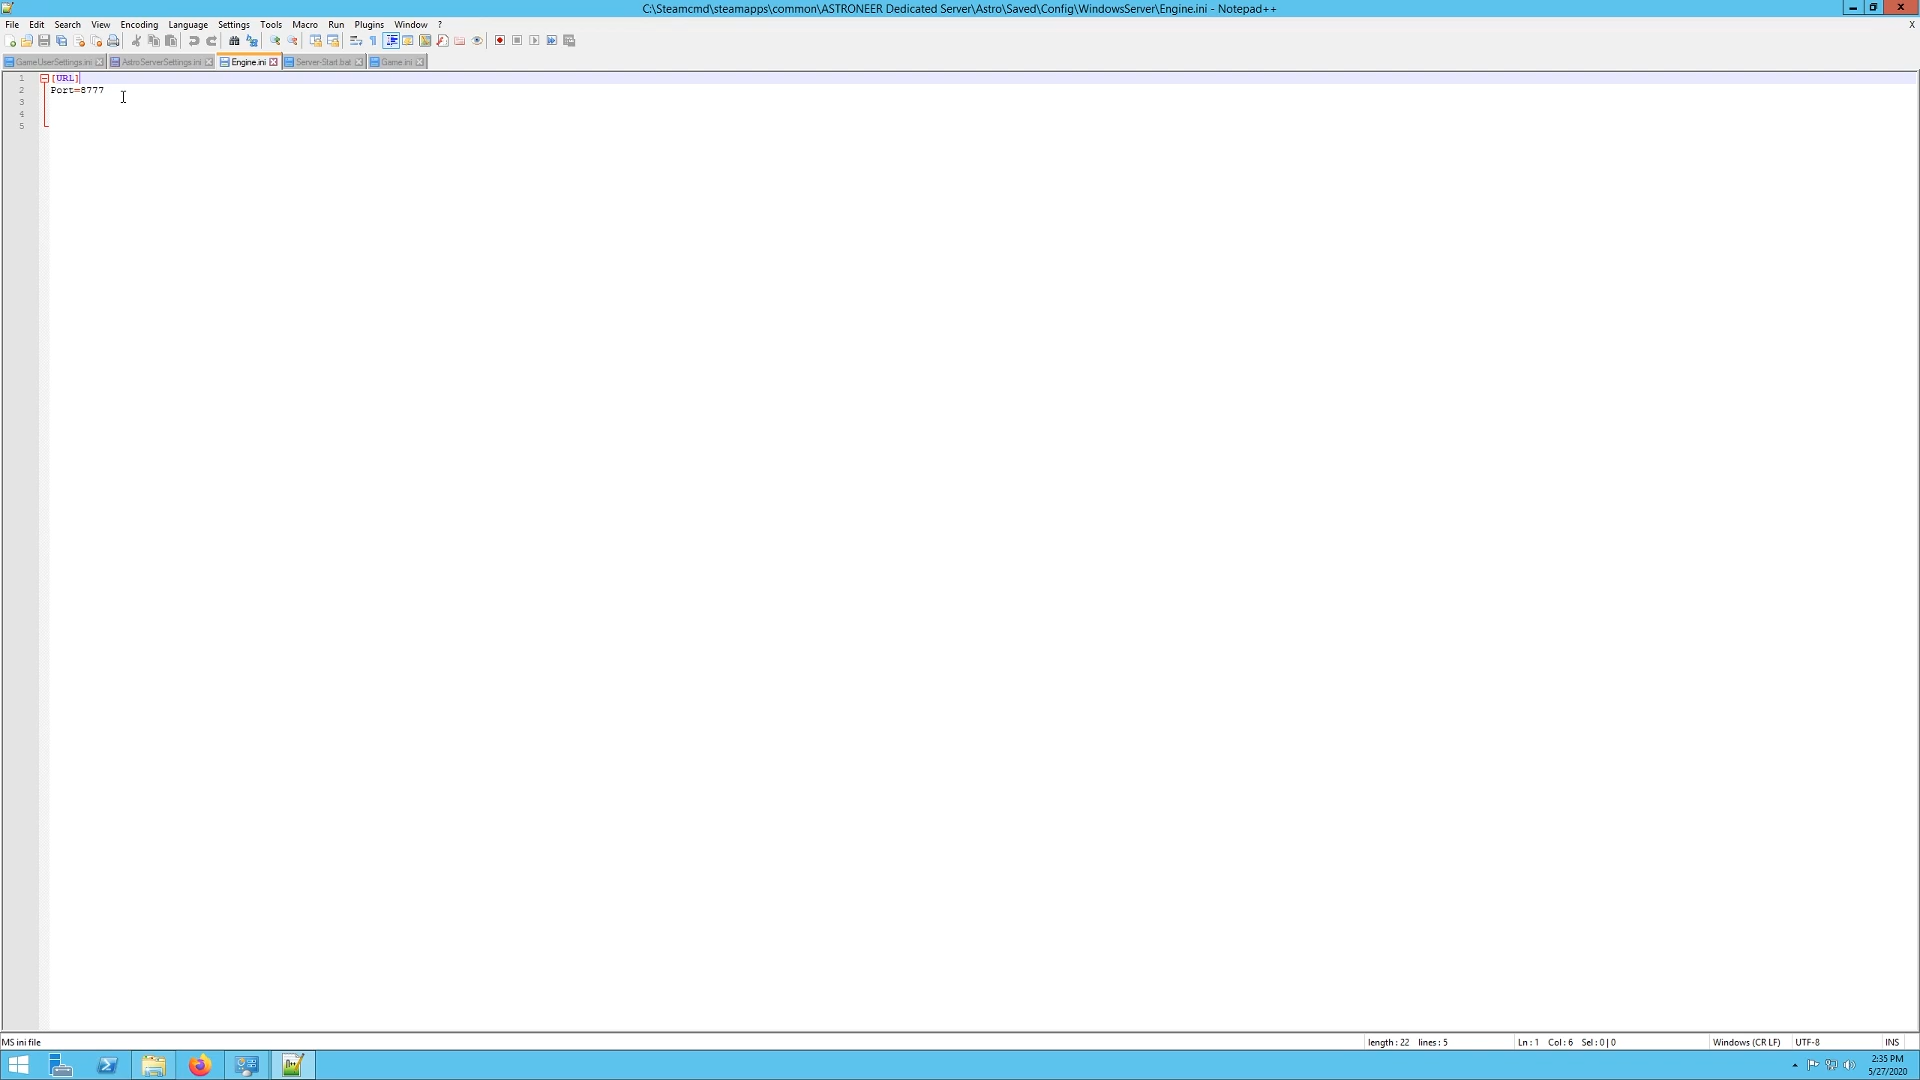 C:\Steamcmd\steamapps\common\ASTRONEER Dedicated Server\Astro\Saved\Config\WindowsServer\Engine.ini - Notepad++
File Edit Search View Encoding Language Settings Tools Macro Run Plugins Window ? X
GameUserSettings.ini AstroServerSettings.ini Engine.ini Server-Start.bat Game.ini
1 [URL]
2 Port=8777
3
4
5
MS ini file length : 22 lines : 5 Ln : 1 Col : 6 Sel : 0 | 0 Windows (CR LF) UTF-8 INS
2:35 PM
5/27/2020